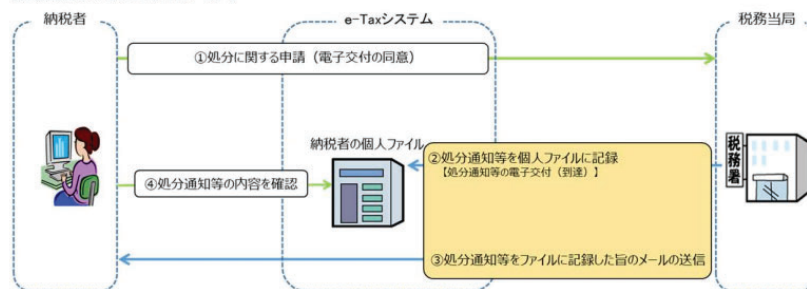 納税者
e-Taxシステム
税務当局
①処分に関する申請（電子交付の同意）
納税者の個人ファイル
②処分通知等を個人ファイルに記録
【処分通知等の電子交付（到達）】
税務署
④処分通知等の内容を確認
③処分通知等をファイルに記録した旨のメールの送信